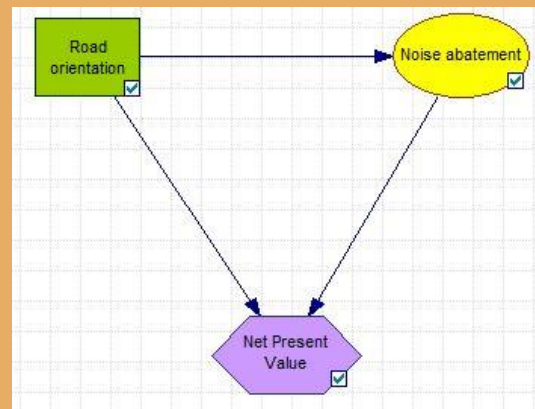 Road
orientation
Noise abatement
Net Present
Value